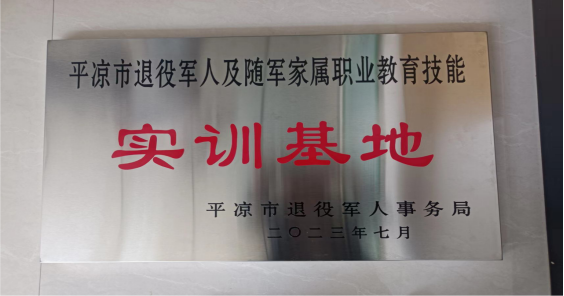 平凉市退役军人及随军家属职业教育技能
实训基地
平凉市退役军人事务局
二〇二三年七月